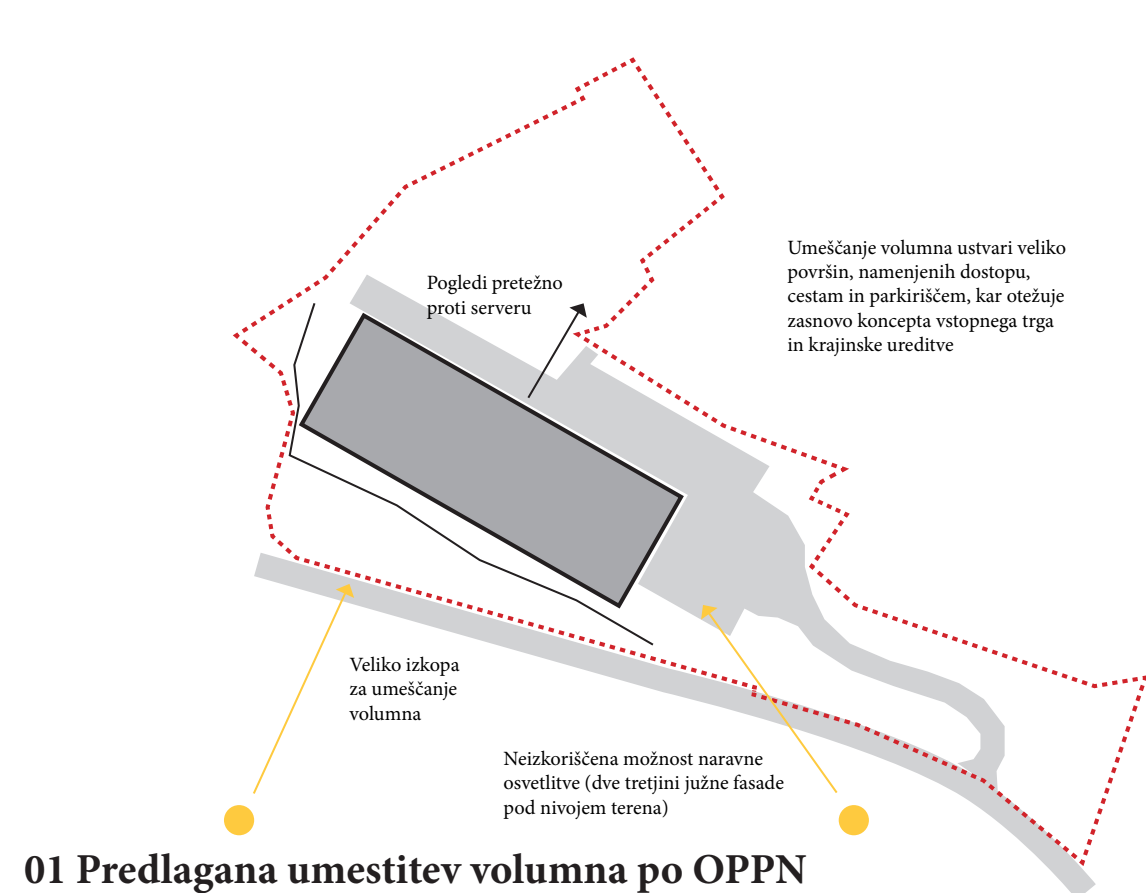 Umeščanje volumna ustvari veliko
površin, namenjenih dostopu,
cestam in parkiriščem, kar otežuje
zasnovo koncepta vstopnega trga
in krajinske ureditve
Pogledi pretežno
proti serveru
Veliko izkopa
za umeščanje
volumna
Neizkoriščena možnost naravne
osvetlitve (dve tretjini južne fasade
pod nivojem terena)
01 Predlagana umestitev volumna po OPPN